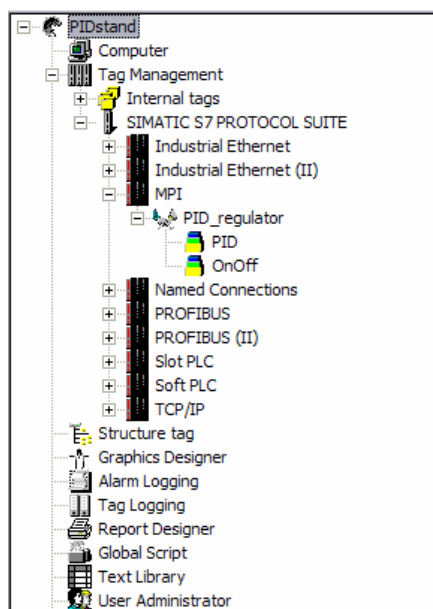 PIDstand
Computer
Tag Management
Internal tags
SIMATIC S7 PROTOCOL SUITE
Industrial Ethernet
Industrial Ethernet (II)
MPI
PID_regulator
PID
OnOff
Named Connections
PROFIBUS
PROFIBUS (II)
Slot PLC
Soft PLC
TCP/IP
Structure tag
Graphics Designer
Alarm Logging
Tag Logging
Report Designer
Global Script
Text Library
User Administrator